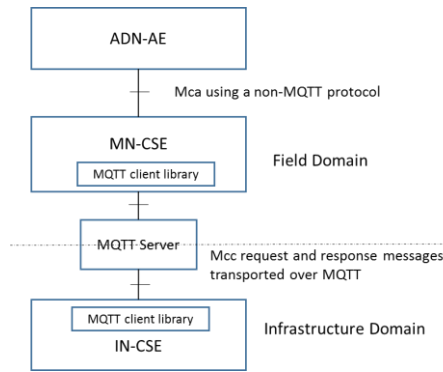 ADN-AE
Mca using a non-MQTT protocol
MN-CSE
MQTT client library
Field Domain
MQTT Server
Mcc request and response messages
transported over MQTT
MQTT client library
Infrastructure Domain
IN-CSE